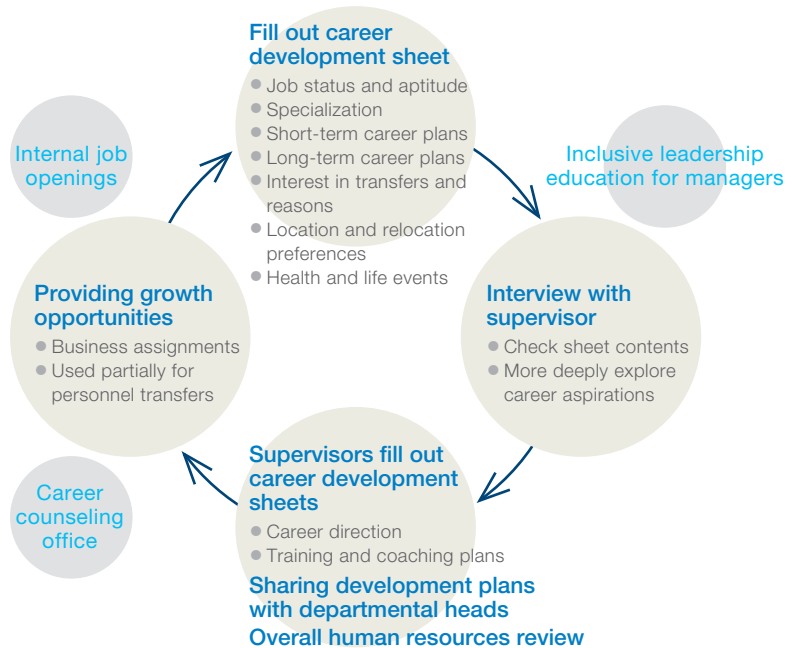 Fill out career
development sheet
● Job status and aptitude
● Specialization
● Short-term career plans
● Long-term career plans
● Interest in transfers and
reasons
● Location and relocation
preferences
● Health and life events
Inclusive leadership
education for managers
Interview with
supervisor
● Check sheet contents
● More deeply explore
career aspirations
Supervisors fill out
career development
sheets
● Career direction
● Training and coaching plans
Sharing development plans
with departmental heads
Overall human resources review
Career
counseling
office
Providing growth
opportunities
● Business assignments
● Used partially for
personnel transfers
Internal job
openings